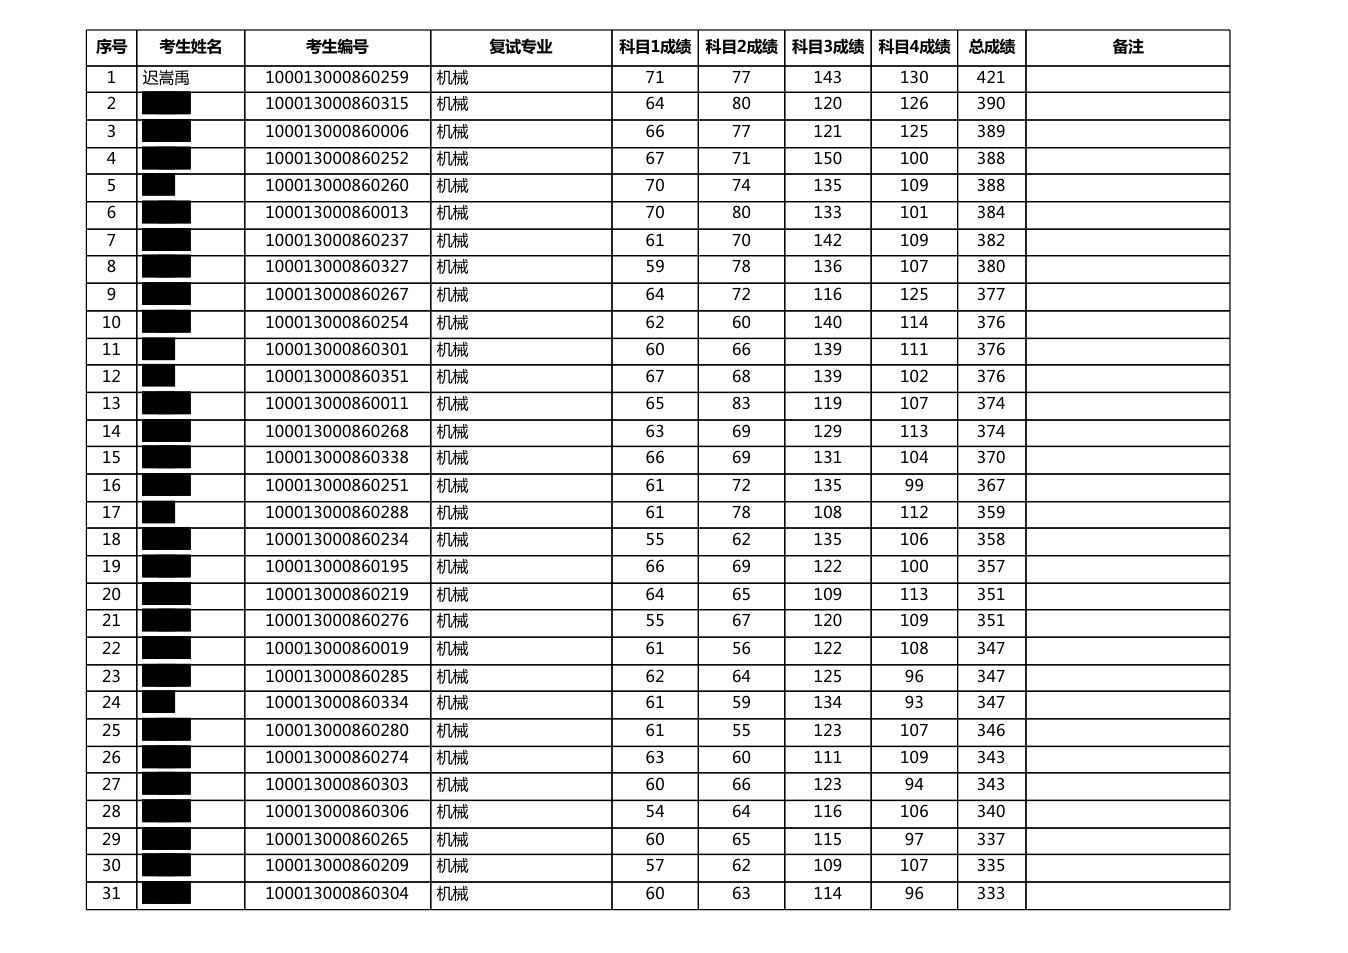 序号 考生姓名 考生编号 复试专业 科目1成绩 科目2成绩 科目3成绩 科目4成绩 总成绩 备注
1 迟嵩禹 100013000860259 机械 71 77 143 130 421
2 100013000860315 机械 64 80 120 126 390
3 100013000860006 机械 66 77 121 125 389
4 100013000860252 机械 67 71 150 100 388
5 100013000860260 机械 70 74 135 109 388
6 100013000860013 机械 70 80 133 101 384
7 100013000860237 机械 61 70 142 109 382
8 100013000860327 机械 59 78 136 107 380
9 100013000860267 机械 64 72 116 125 377
10 100013000860254 机械 62 60 140 114 376
11 100013000860301 机械 60 66 139 111 376
12 100013000860351 机械 67 68 139 102 376
13 100013000860011 机械 65 83 119 107 374
14 100013000860268 机械 63 69 129 113 374
15 100013000860338 机械 66 69 131 104 370
16 100013000860251 机械 61 72 135 99 367
17 100013000860288 机械 61 78 108 112 359
18 100013000860234 机械 55 62 135 106 358
19 100013000860195 机械 66 69 122 100 357
20 100013000860219 机械 64 65 109 113 351
21 100013000860276 机械 55 67 120 109 351
22 100013000860019 机械 61 56 122 108 347
23 100013000860285 机械 62 64 125 96 347
24 100013000860334 机械 61 59 134 93 347
25 100013000860280 机械 61 55 123 107 346
26 100013000860274 机械 63 60 111 109 343
27 100013000860303 机械 60 66 123 94 343
28 100013000860306 机械 54 64 116 106 340
29 100013000860265 机械 60 65 115 97 337
30 100013000860209 机械 57 62 109 107 335
31 100013000860304 机械 60 63 114 96 333